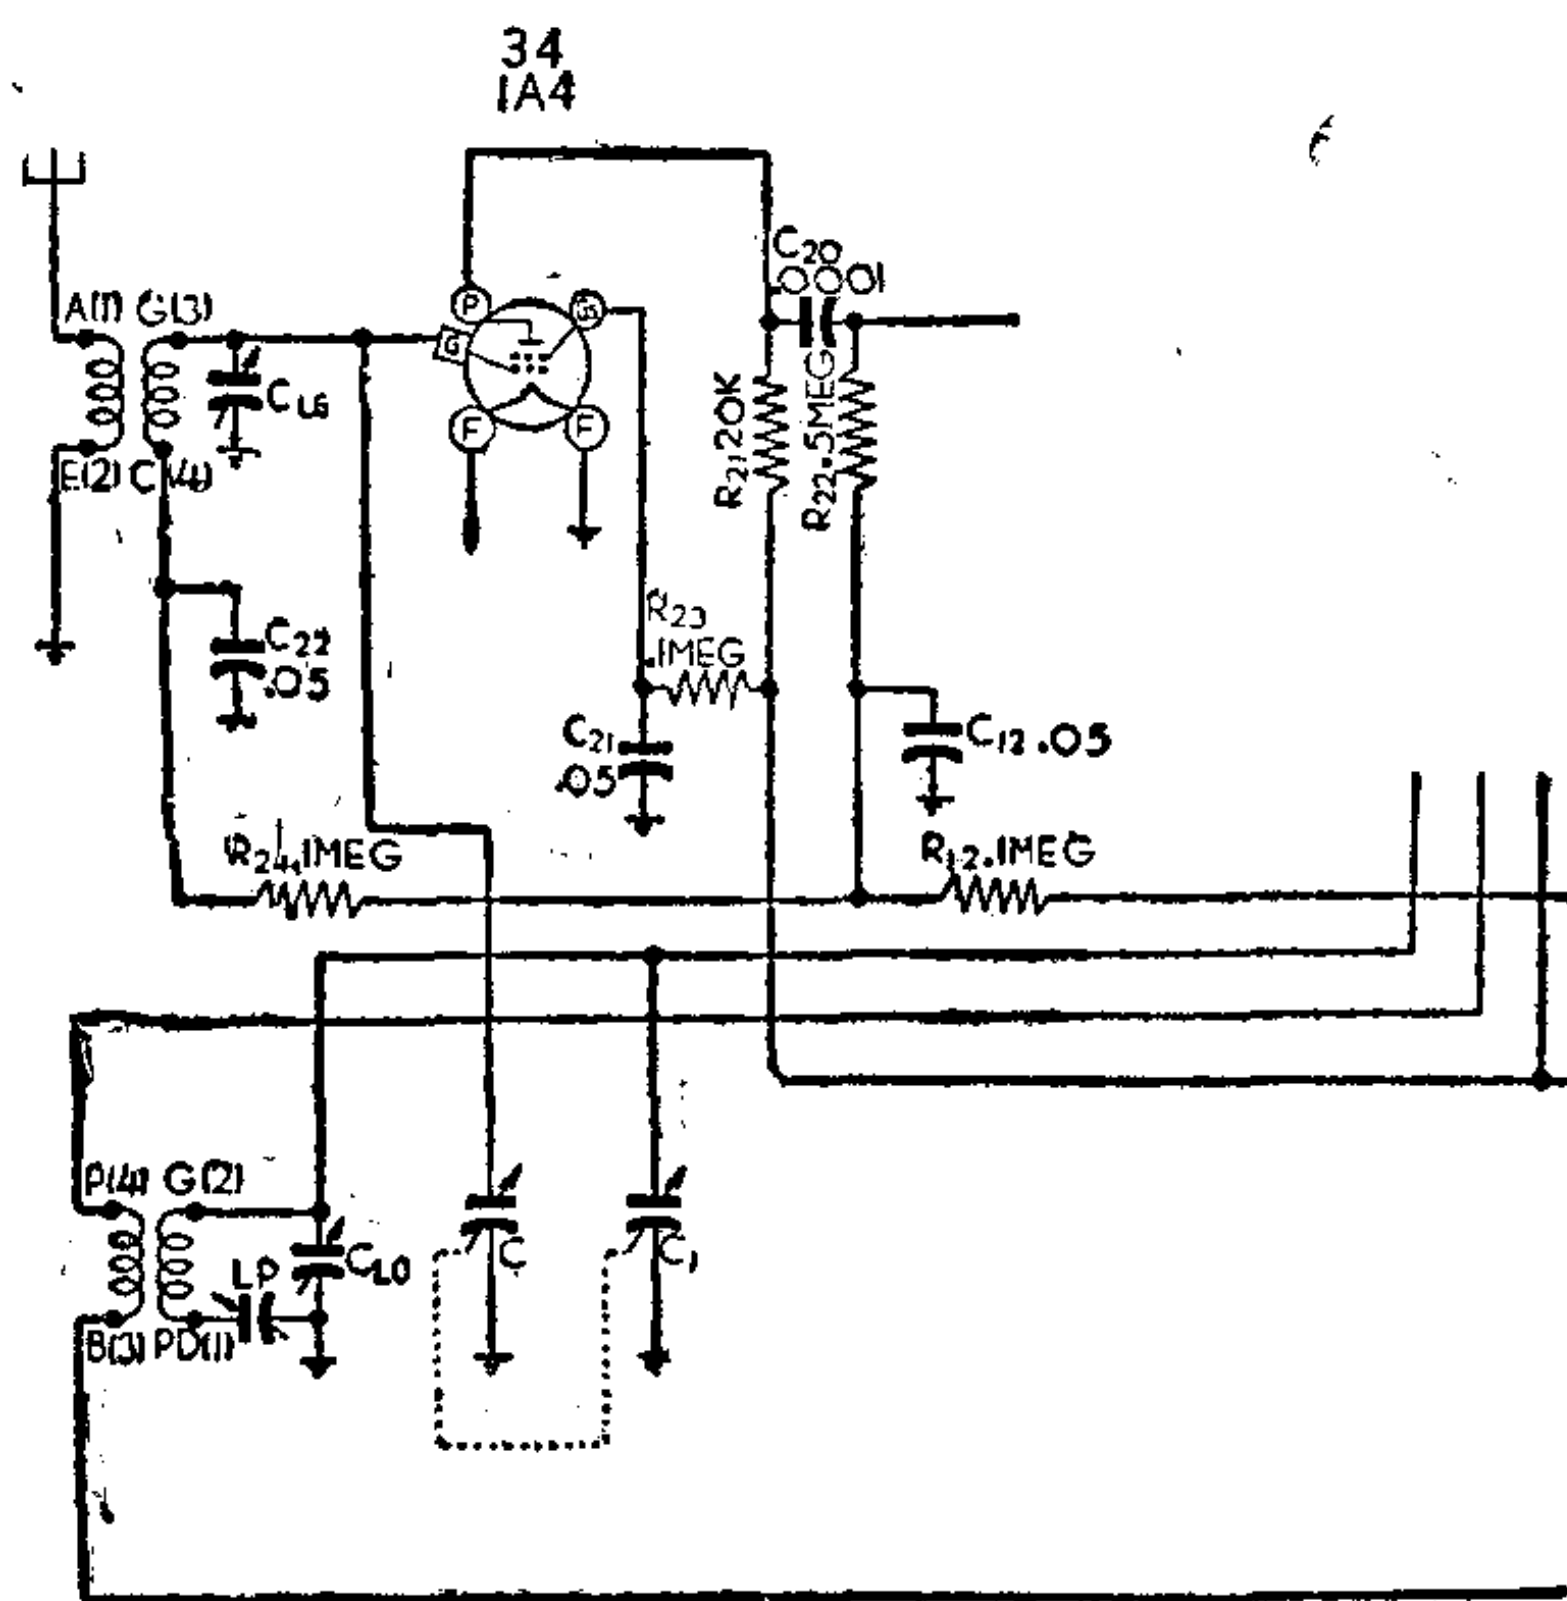 34
1A4
C20
.0001
A(1) G(3)
P
GS
G
CLG
F
F
R21 20K
R22 .5MEG
E(2) C(4)
C22
.05
R23
.1MEG
C21
.05
C12 .05
R24 .1MEG
R12 .1MEG
P(4) G(2)
LP
CLO
C
C1
B(3) PD(1)